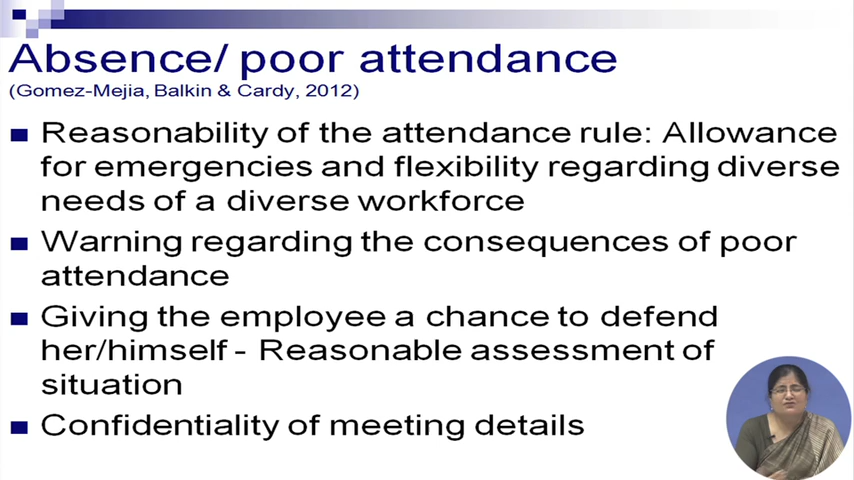 Absence/ poor attendance
(Gomez-Mejia, Balkin & Cardy, 2012)
Reasonability of the attendance rule: Allowance
for emergencies and flexibility regarding diverse
needs of a diverse workforce
Warning regarding the consequences of poor
attendance
Giving the employee a chance to defend
her/himself - Reasonable assessment of
situation
Confidentiality of meeting details